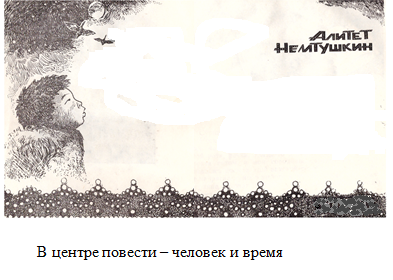 АЛИТЕТ
НЕМТУШКИН
В центре повести – человек и время